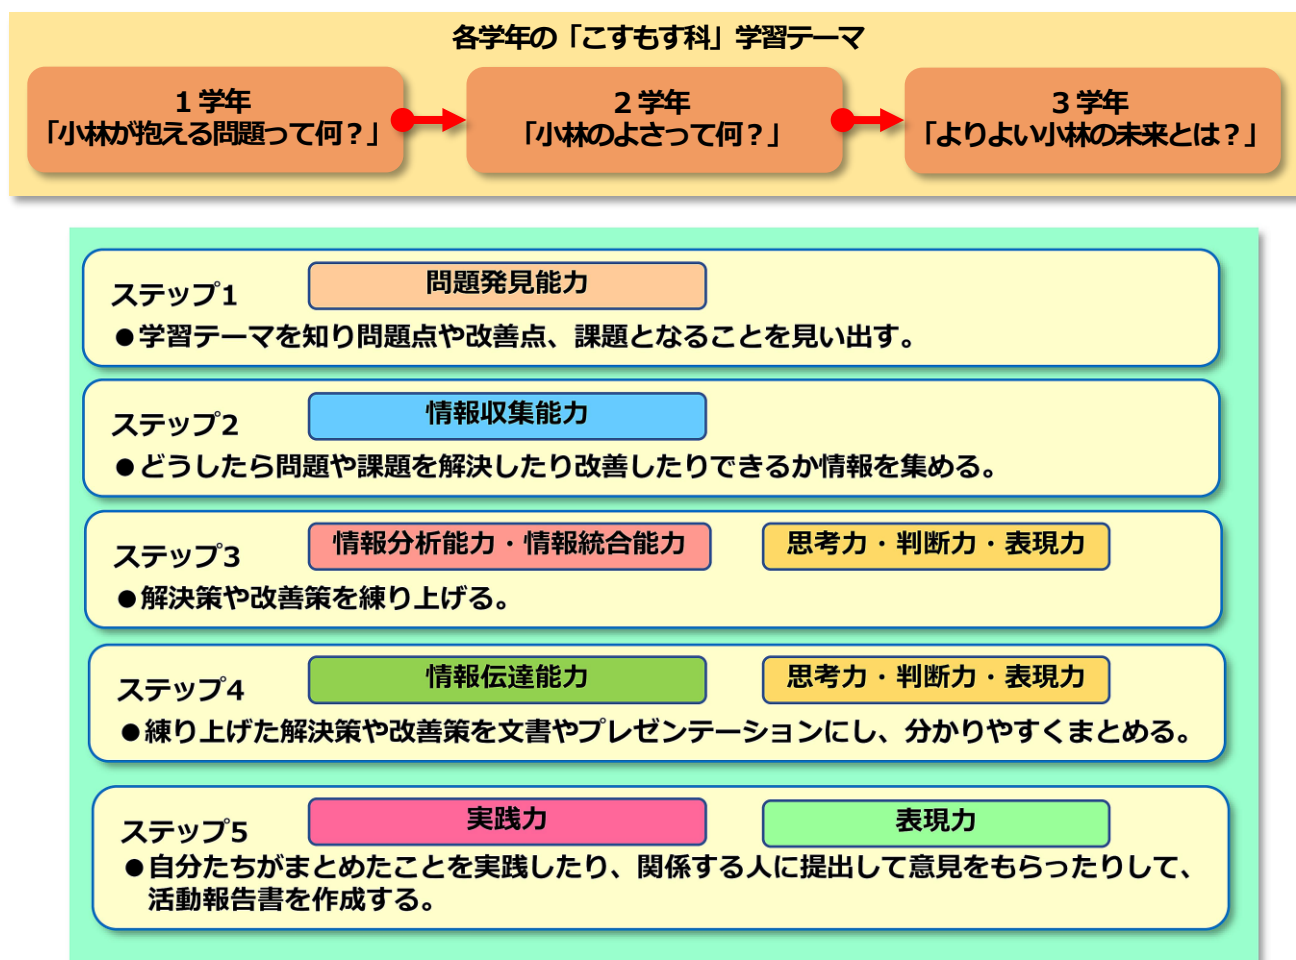 各学年の「こすもす科」学習テーマ
１学年
「小林が抱える問題って何？」
２学年
「小林のよさって何？」
３学年
「よりよい小林の未来とは？」
ステップ1
問題発見能力
●学習テーマを知り問題点や改善点、課題となることを見い出す。
ステップ2
情報収集能力
●どうしたら問題や課題を解決したり改善したりできるか情報を集める。
ステップ3
情報分析能力・情報統合能力
思考力・判断力・表現力
●解決策や改善策を練り上げる。
ステップ4
情報伝達能力
思考力・判断力・表現力
●練り上げた解決策や改善策を文書やプレゼンテーションにし、分かりやすくまとめる。
ステップ5
実践力
表現力
●自分たちがまとめたことを実践したり、関係する人に提出して意見をもらったりして、
活動報告書を作成する。